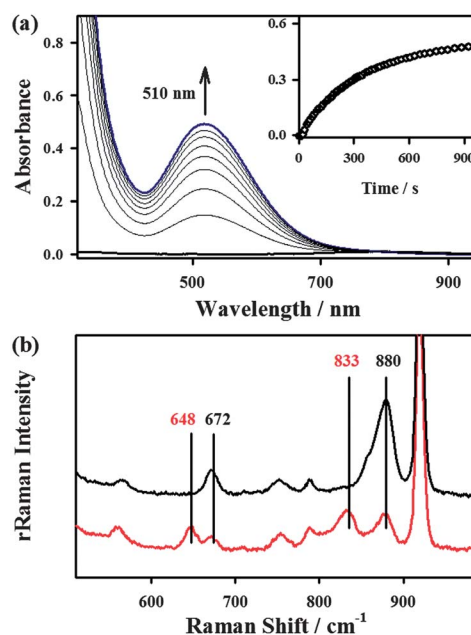 (a)
0.8
0.6
0.4
0.2
0.0
Absorbance
510 nm
0.6
0.3
0.0
0
300
600
900
Time / s
500
700
900
Wavelength / nm
(b)
rRaman Intensity
648
672
833
880
600
700
800
900
Raman Shift / cm⁻¹